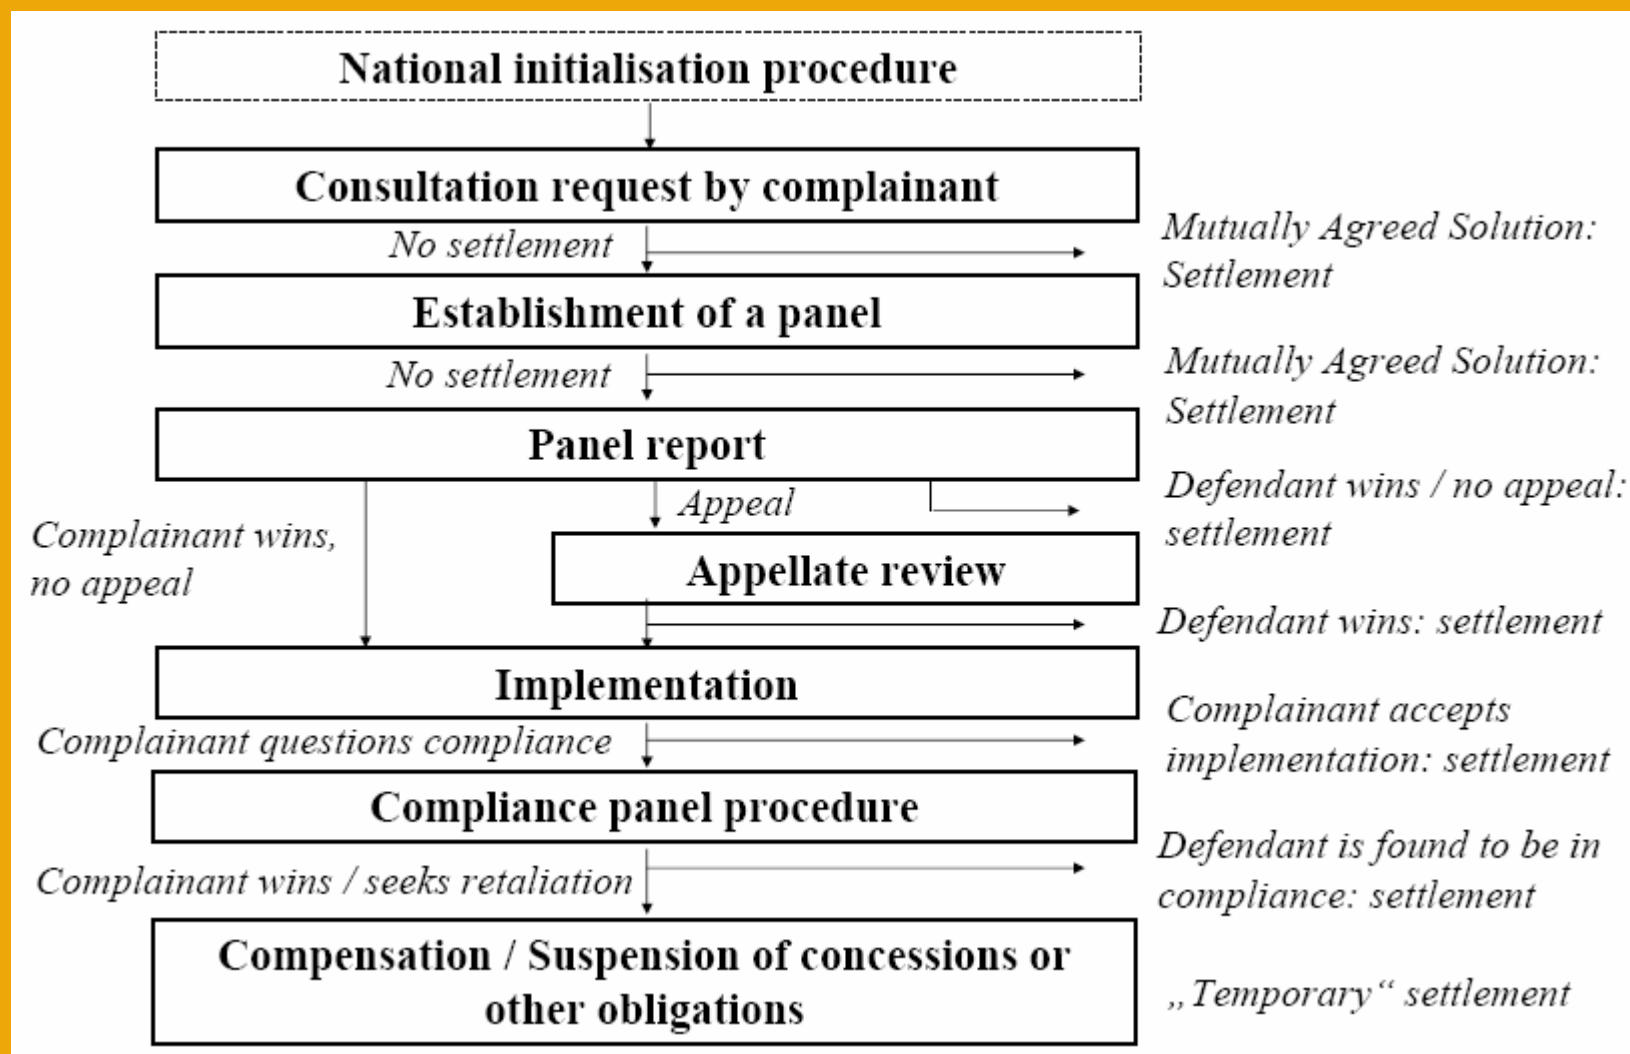 National initialisation procedure
Consultation request by complainant
No settlement
Mutually Agreed Solution:
Settlement
Establishment of a panel
No settlement
Mutually Agreed Solution:
Settlement
Panel report
Appeal
Defendant wins / no appeal:
settlement
Complainant wins,
no appeal
Appellate review
Defendant wins: settlement
Implementation
Complainant questions compliance
Complainant accepts
implementation: settlement
Compliance panel procedure
Complainant wins / seeks retaliation
Defendant is found to be in
compliance: settlement
Compensation / Suspension of concessions or
other obligations
„Temporary“ settlement